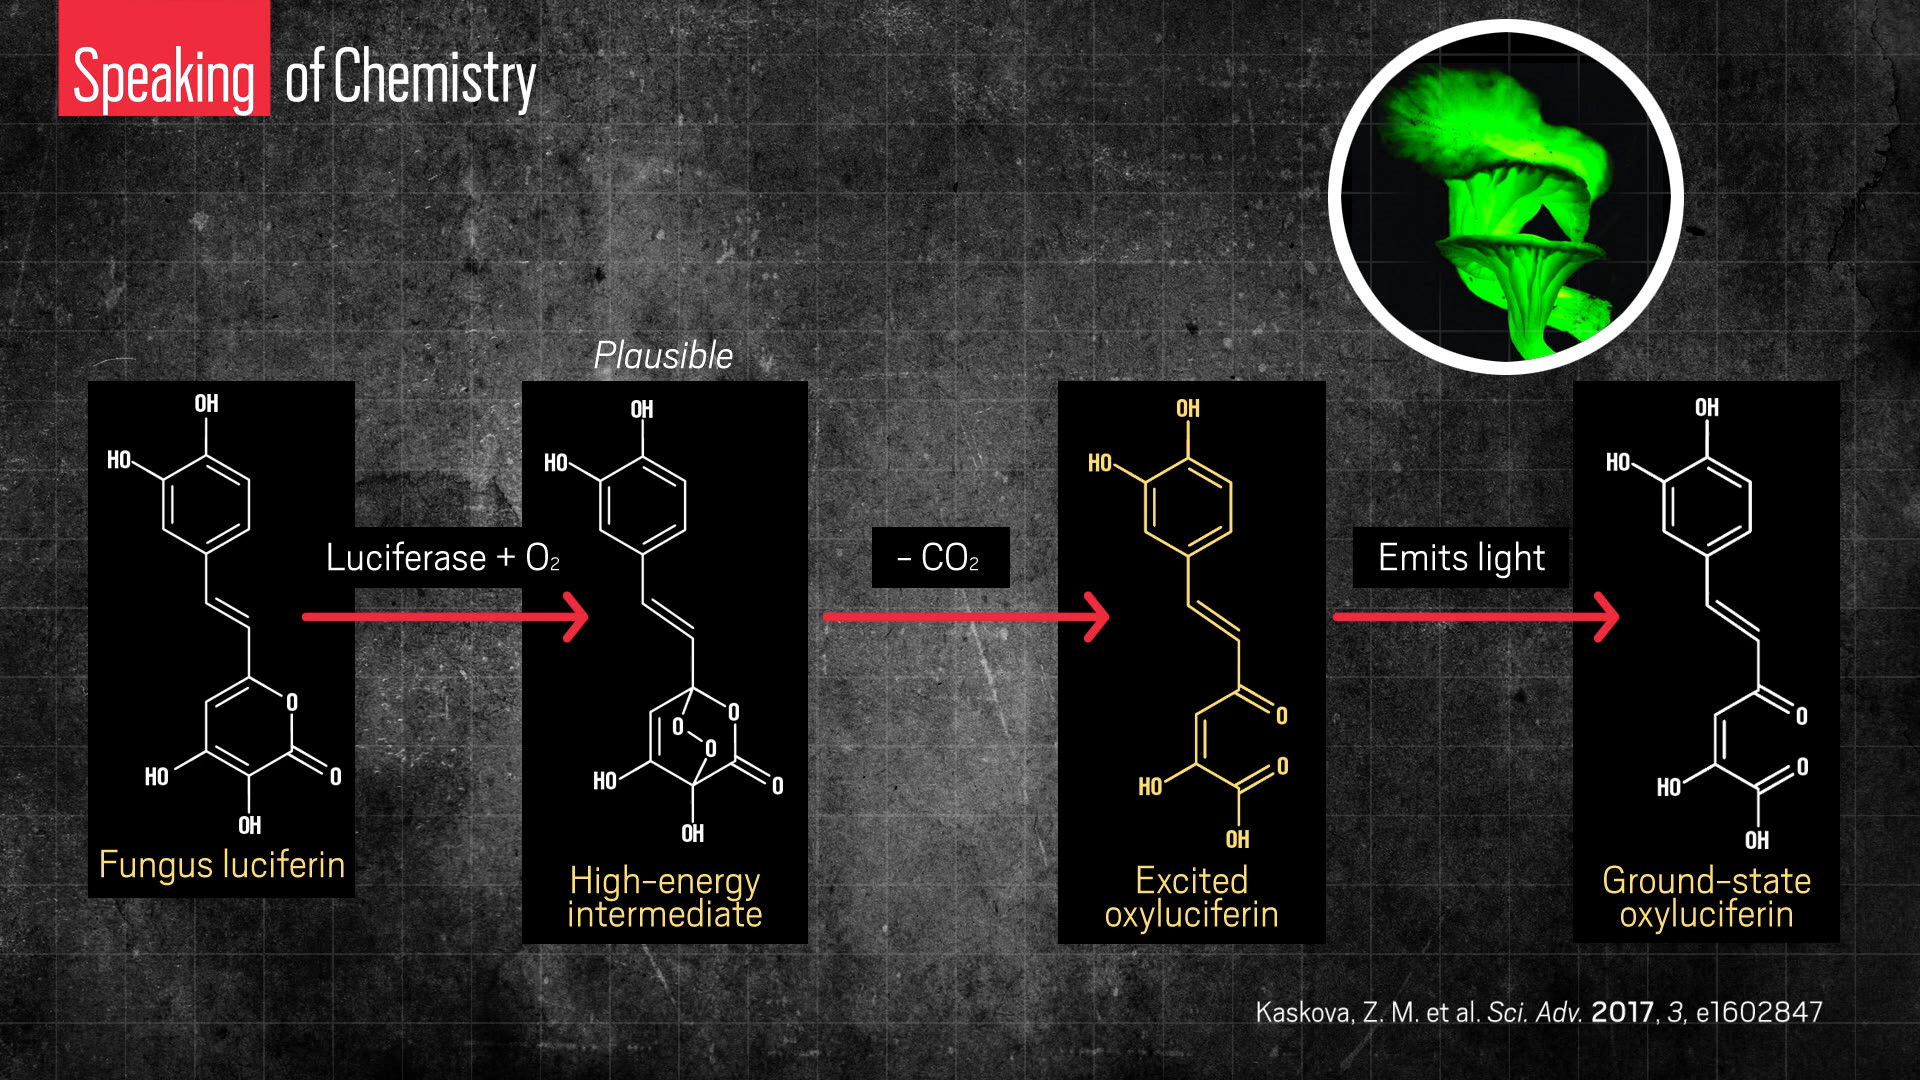 Speaking of Chemistry
Plausible
OH
HO
O
O
HO
OH
Fungus luciferin
Luciferase + O₂
OH
HO
O
O
O
HO
O
OH
High-energy
intermediate
- CO₂
OH
HO
O
O
HO
OH
Excited
oxyluciferin
Emits light
OH
HO
O
O
HO
OH
Ground-state
oxyluciferin
Kaskova, Z. M. et al. Sci. Adv. 2017, 3, e1602847